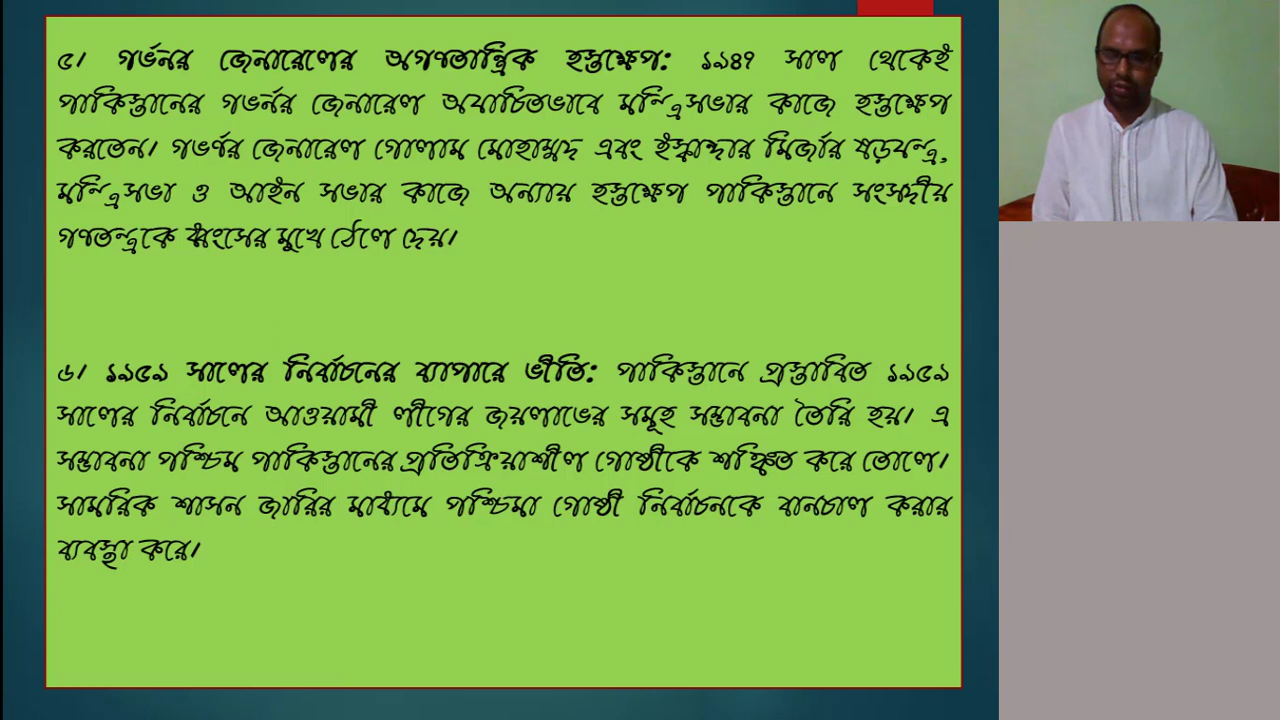 ৫। গর্ভনর জেনারেলের অগণতান্ত্রিক হস্তক্ষেপ: ১৯৪৭ সাল থেকেই
পাকিস্তানের গভর্নর জেনারেল অযাচিতভাবে মন্ত্রিসভার কাজে হস্তক্ষেপ
করতেন। গভর্ণর জেনারেল গোলাম মোহাম্মদ এবং ইস্কান্দার মির্জার ষড়যন্ত্র,
মন্ত্রিসভা ও আইন সভার কাজে অন্যায় হস্তক্ষেপ পাকিস্তানে সংসদীয়
গণতন্ত্রকে ধ্বংসের মুখে ঠেলে দেয়।
৬। ১৯৫৯ সালের নির্বাচনের ব্যাপারে ভীতি: পাকিস্তানে প্রস্তাবিত ১৯৫৯
সালের নির্বাচনে আওয়ামী লীগের জয়লাভের সমূহ সম্ভাবনা তৈরি হয়। এ
সম্ভাবনা পশ্চিম পাকিস্তানের প্রতিক্রিয়াশীল গোষ্ঠীকে শঙ্কিত করে তোলে।
সামরিক শাসন জারির মাধ্যমে পশ্চিমা গোষ্ঠী নির্বাচনকে বানচাল করার
ব্যবস্থা করে।